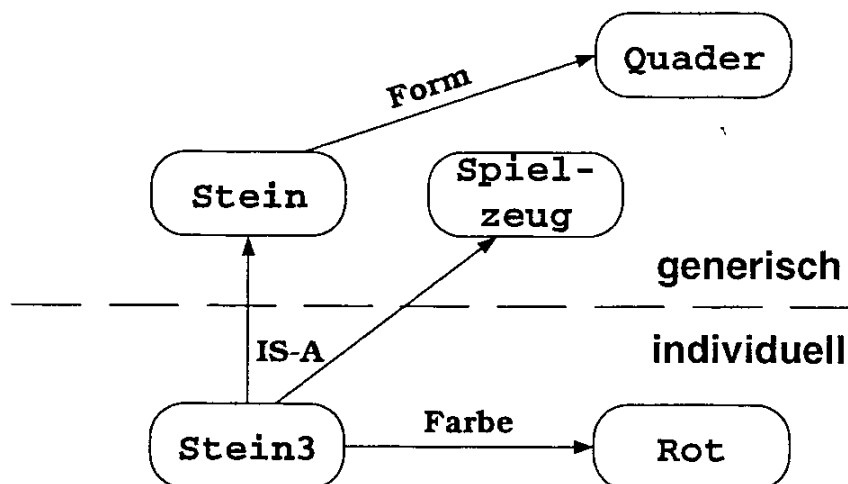 Quader
Form
Stein
Spiel-
zeug
generisch
IS-A
individuell
Stein3
Farbe
Rot